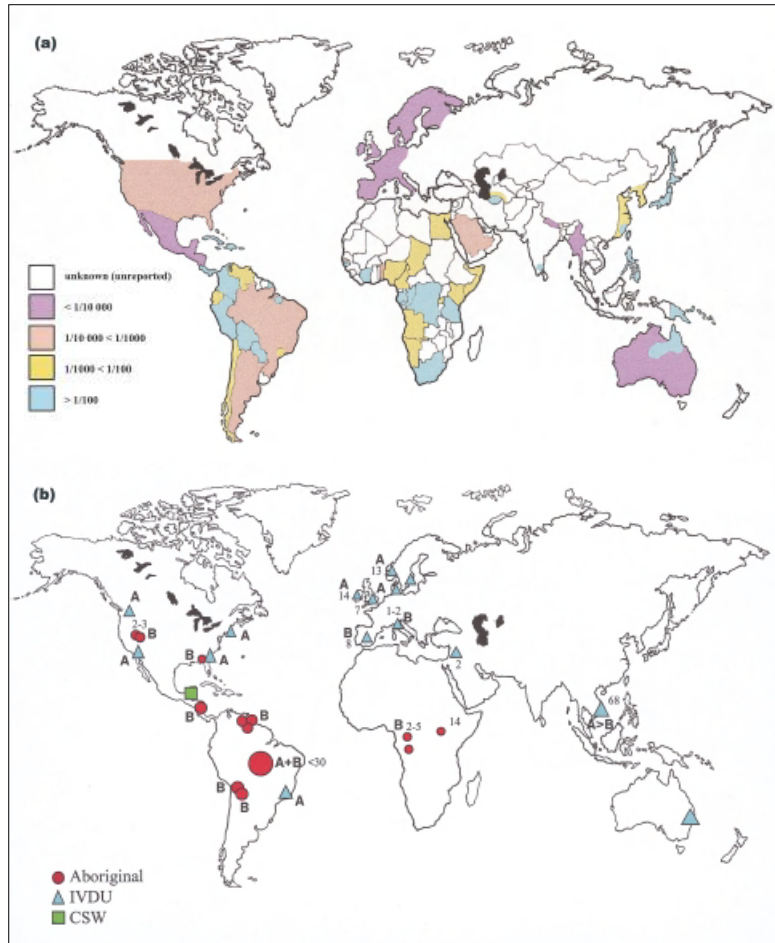 (a)
unknown (unreported)
< 1/10 000
1/10 000 < 1/1000
1/1000 < 1/100
> 1/100
(b)
A
13
A
A
14
7
1-2
B
B
8
2
A
2-3
B
A
A
B
A
B
B
B
2-5
14
68
A>B
A+B
<30
B
B
A
Aboriginal
IVDU
CSW